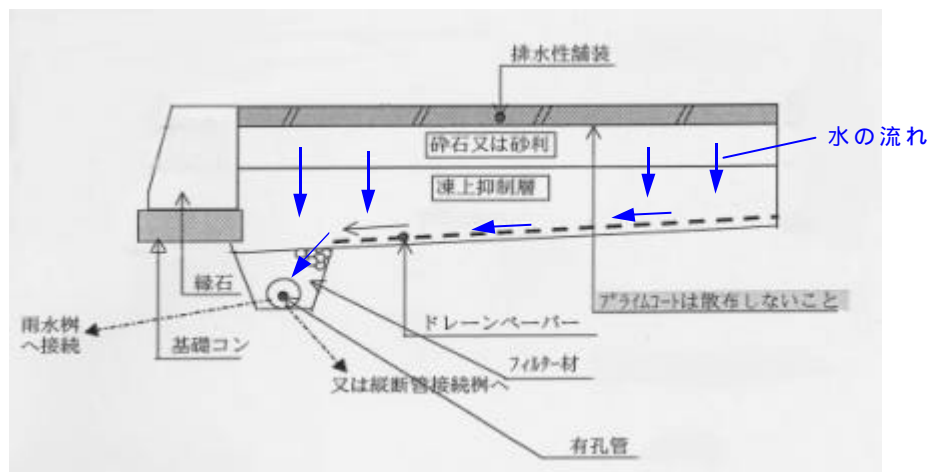 排水性舗装
水の流れ
砕石又は砂利
凍上抑制層
縁石
プライムコートは散布しないこと
雨水桝
へ接続
基礎コン
ドレーンペーパー
フィルター材
又は縦断管接続桝へ
有孔管